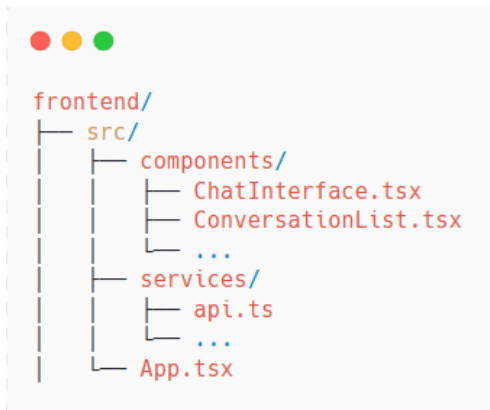 frontend/
├── src/
│   ├── components/
│   │   ├── ChatInterface.tsx
│   │   ├── ConversationList.tsx
│   │   └── ...
│   ├── services/
│   │   ├── api.ts
│   │   └── ...
│   └── App.tsx